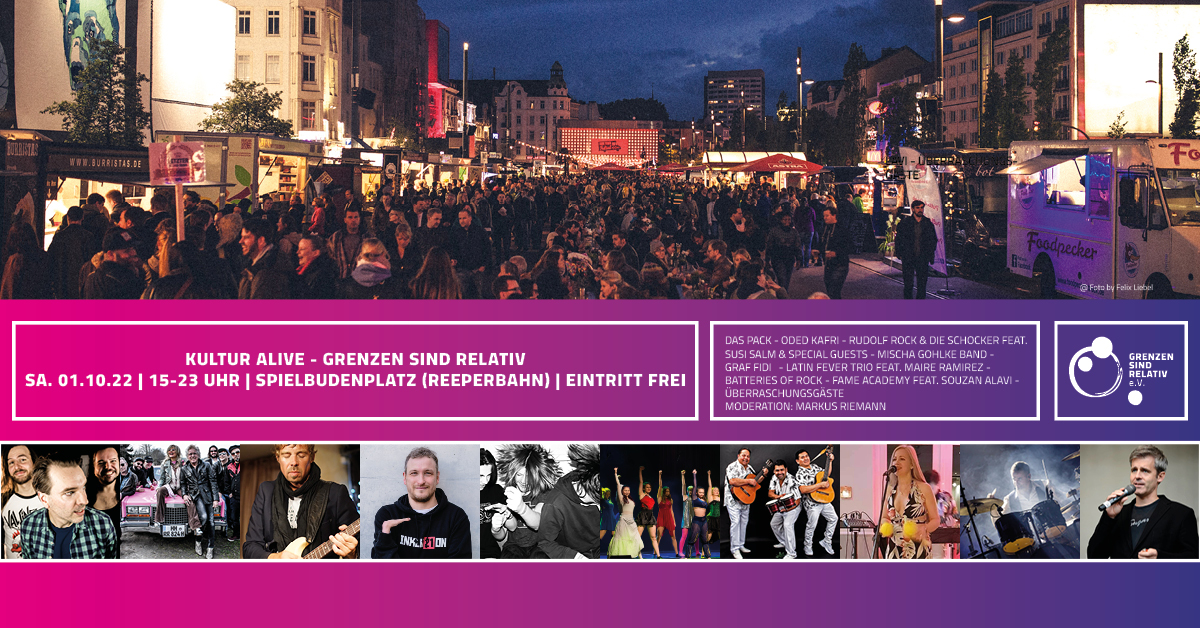 BURRISTAS
WWW.BURRISTAS.DE
ASTRA
Foodpecker
@ Foto by Felix Liebel
KULTUR ALIVE - GRENZEN SIND RELATIV
SA. 01.10.22 | 15-23 UHR | SPIELBUDENPLATZ (REEPERBAHN) | EINTRITT FREI
DAS PACK - ODED KAFRI - RUDOLF ROCK & DIE SCHOCKER FEAT.
SUSI SALM & SPECIAL GUESTS - MISCHA GOHLKE BAND -
GRAF FIDI - LATIN FEVER TRIO FEAT. MAIRE RAMIREZ -
BATTERIES OF ROCK - FAME ACADEMY FEAT. SOUZAN ALAVI -
ÜBERRASCHUNGSGÄSTE
MODERATION: MARKUS RIEMANN
GRENZEN
SIND
RELATIV
e.V.